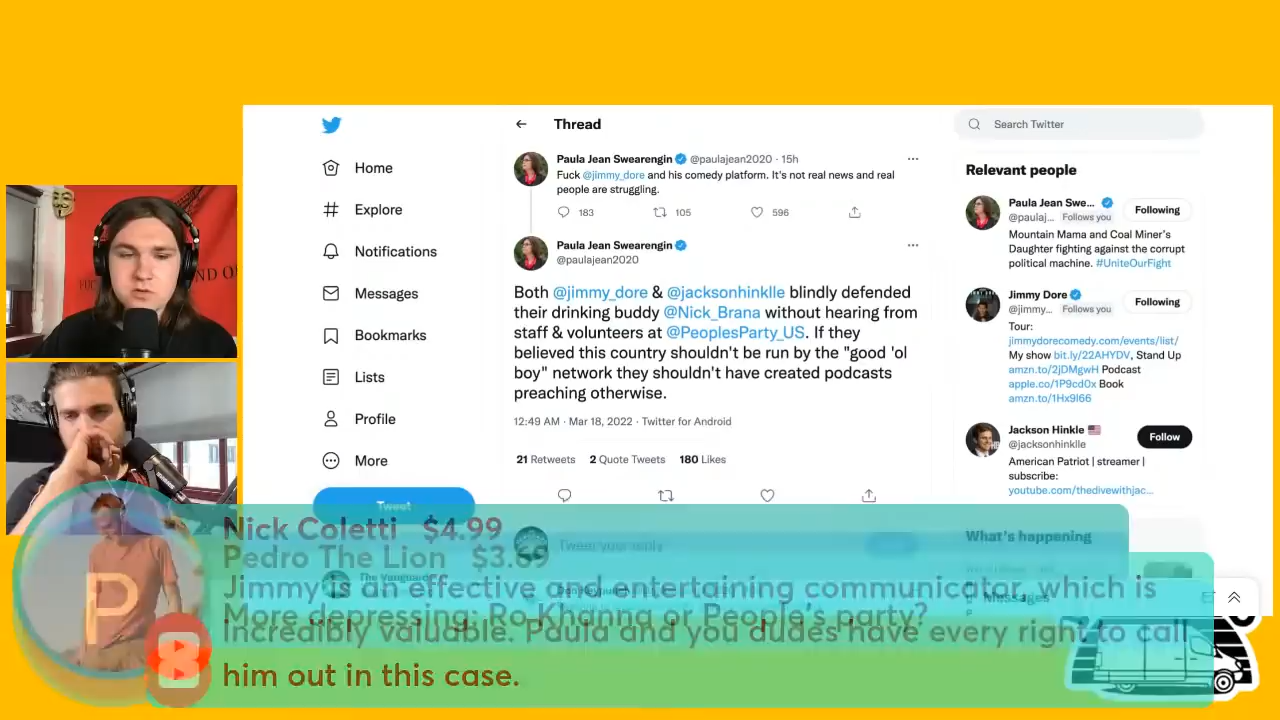 Home
Explore
Notifications
Messages
Bookmarks
Lists
Profile
More
Tweet
Thread
Paula Jean Swearengin @paulajean2020 · 15h
Fuck @jimmy_dore and his comedy platform. It's not real news and real
people are struggling.
183 105 596
Paula Jean Swearengin
@paulajean2020
Both @jimmy_dore & @jacksonhinklle blindly defended
their drinking buddy @Nick_Brana without hearing from
staff & volunteers at @PeoplesParty_US. If they
believed this country shouldn't be run by the "good 'ol
boy" network they shouldn't have created podcasts
preaching otherwise.
12:49 AM · Mar 18, 2022 · Twitter for Android
21 Retweets 2 Quote Tweets 180 Likes
Tweet your reply
The Vanguard
Search Twitter
Relevant people
Paula Jean Swe...
@paulaj... Follows you
Following
Mountain Mama and Coal Miner's
Daughter fighting against the corrupt
political machine. #UniteOurFight
Jimmy Dore
@jimmy... Follows you
Following
Tour:
jimmydorecomedy.com/events/list/
My show bit.ly/22AHYDV, Stand Up
amzn.to/2jDMgwH Podcast
apple.co/1P9cd0x Book
amzn.to/1Hx9l66
Jackson Hinkle
@jacksonhinklle
Follow
American Patriot | streamer |
subscribe:
youtube.com/thedivewithjac...
What's happening
Messages
Nick Coletti $4.99
Pedro The Lion $3.69
Jimmy is an effective and entertaining communicator, which is
More depressing: Ro Khanna or People's party?
incredibly valuable. Paula and you dudes have every right to call
him out in this case.
P